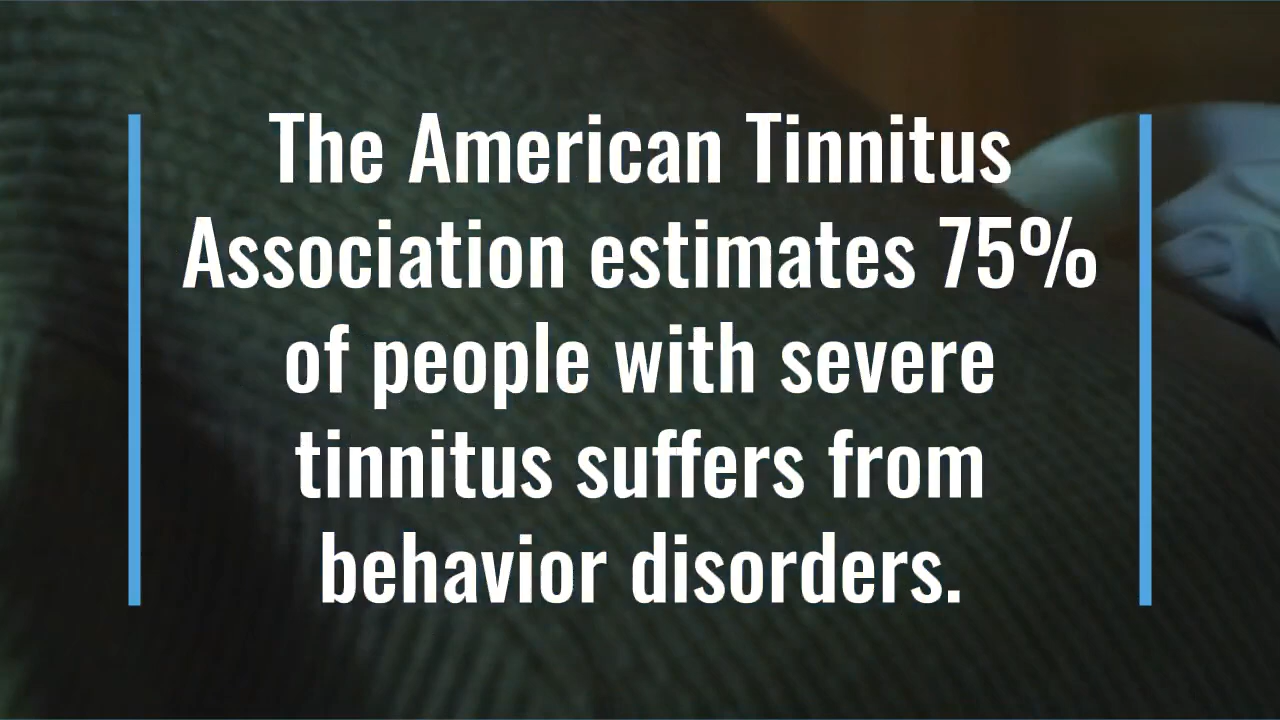 The American Tinnitus
Association estimates 75%
of people with severe
tinnitus suffers from
behavior disorders.